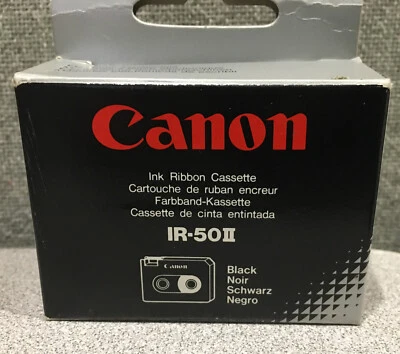 Canon
Ink Ribbon Cassette
Cartouche de ruban encreur
Farbband-Kassette
Cassette de cinta entintada
IR-50II
Canon
Black
Noir
Schwarz
Negro